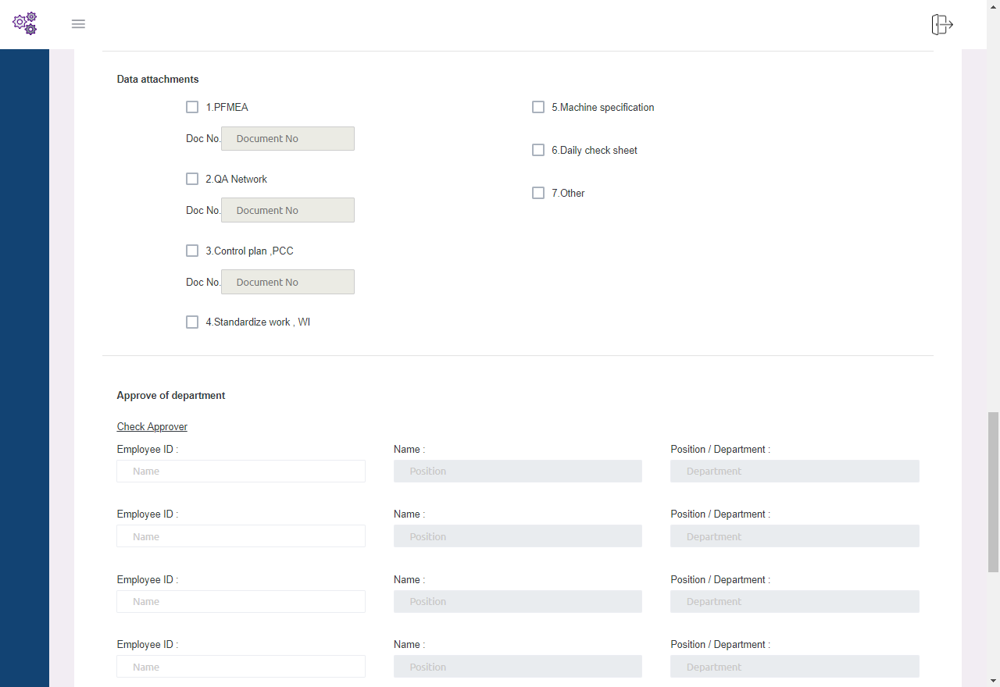 Data attachments
1.PFMEA
Doc No. Document No
2.QA Network
Doc No. Document No
3.Control plan ,PCC
Doc No. Document No
4.Standardize work , WI
5.Machine specification
6.Daily check sheet
7.Other
Approve of department
Check Approver
Employee ID : Name : Position / Department :
Name Position Department
Employee ID : Name : Position / Department :
Name Position Department
Employee ID : Name : Position / Department :
Name Position Department
Employee ID : Name : Position / Department :
Name Position Department